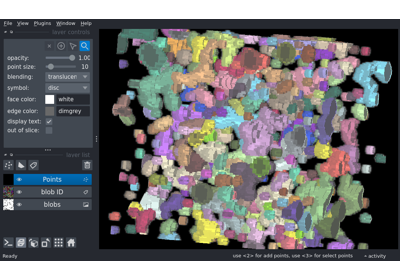 File View Plugins Window Help
layer controls
opacity: 1.00
point size: 10
blending: translucen
symbol: disc
face color: white
edge color: dimgrey
display text:
out of slice:
layer list
Points
blob ID
blobs
Ready use <2> for add points, use <3> for select points activity